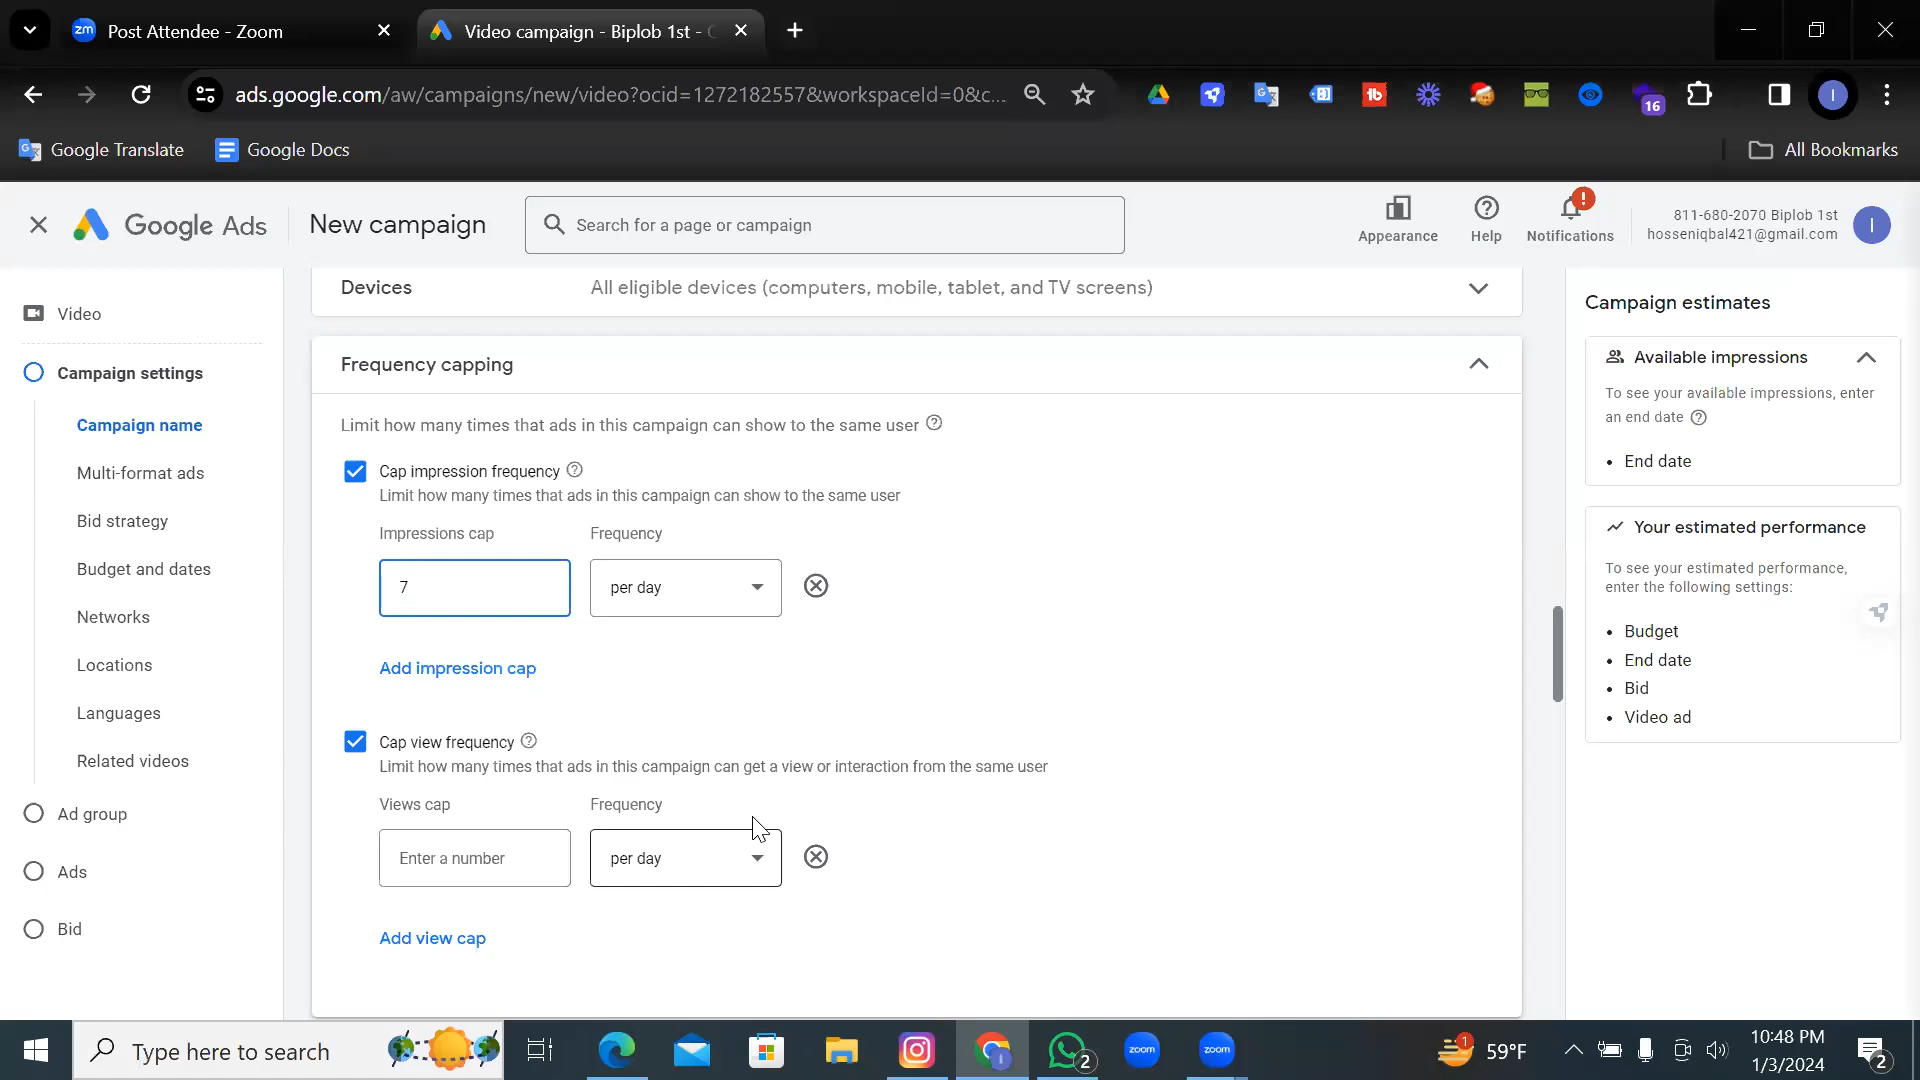 Post Attendee - Zoom
Video campaign - Biplob 1st -
ads.google.com/aw/campaigns/new/video?ocid=1272182557&workspaceId=0&c...
16
I
Google Translate
Google Docs
All Bookmarks
Google Ads
New campaign
Search for a page or campaign
Appearance
Help
Notifications
811-680-2070 Biplob 1st
hosseniqbal421@gmail.com
I
Video
Campaign settings
Campaign name
Multi-format ads
Bid strategy
Budget and dates
Networks
Locations
Languages
Related videos
Ad group
Ads
Bid
Devices
All eligible devices (computers, mobile, tablet, and TV screens)
Frequency capping
Limit how many times that ads in this campaign can show to the same user
Cap impression frequency
Limit how many times that ads in this campaign can show to the same user
Impressions cap
Frequency
7
per day
Add impression cap
Cap view frequency
Limit how many times that ads in this campaign can get a view or interaction from the same user
Views cap
Frequency
Enter a number
per day
Add view cap
Campaign estimates
Available impressions
To see your available impressions, enter
an end date
• End date
Your estimated performance
To see your estimated performance,
enter the following settings:
• Budget
• End date
• Bid
• Video ad
Type here to search
2
zoom
zoom
1
59°F
10:48 PM
1/3/2024
2